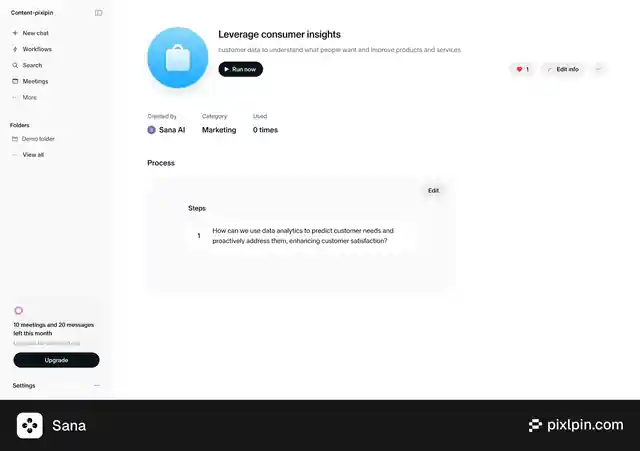 Content-pixlpin
New chat
Workflows
Search
Meetings
More
Folders
Demo folder
View all
10 meetings and 20 messages
left this month
Upgrade
Settings
Leverage consumer insights
customer data to understand what people want and improve products and services
Run now
1
Edit info
Created by
Category
Used
Sana AI
Marketing
0 times
Process
Edit
Steps
1
How can we use data analytics to predict customer needs and
proactively address them, enhancing customer satisfaction?
Sana
pixlpin.com